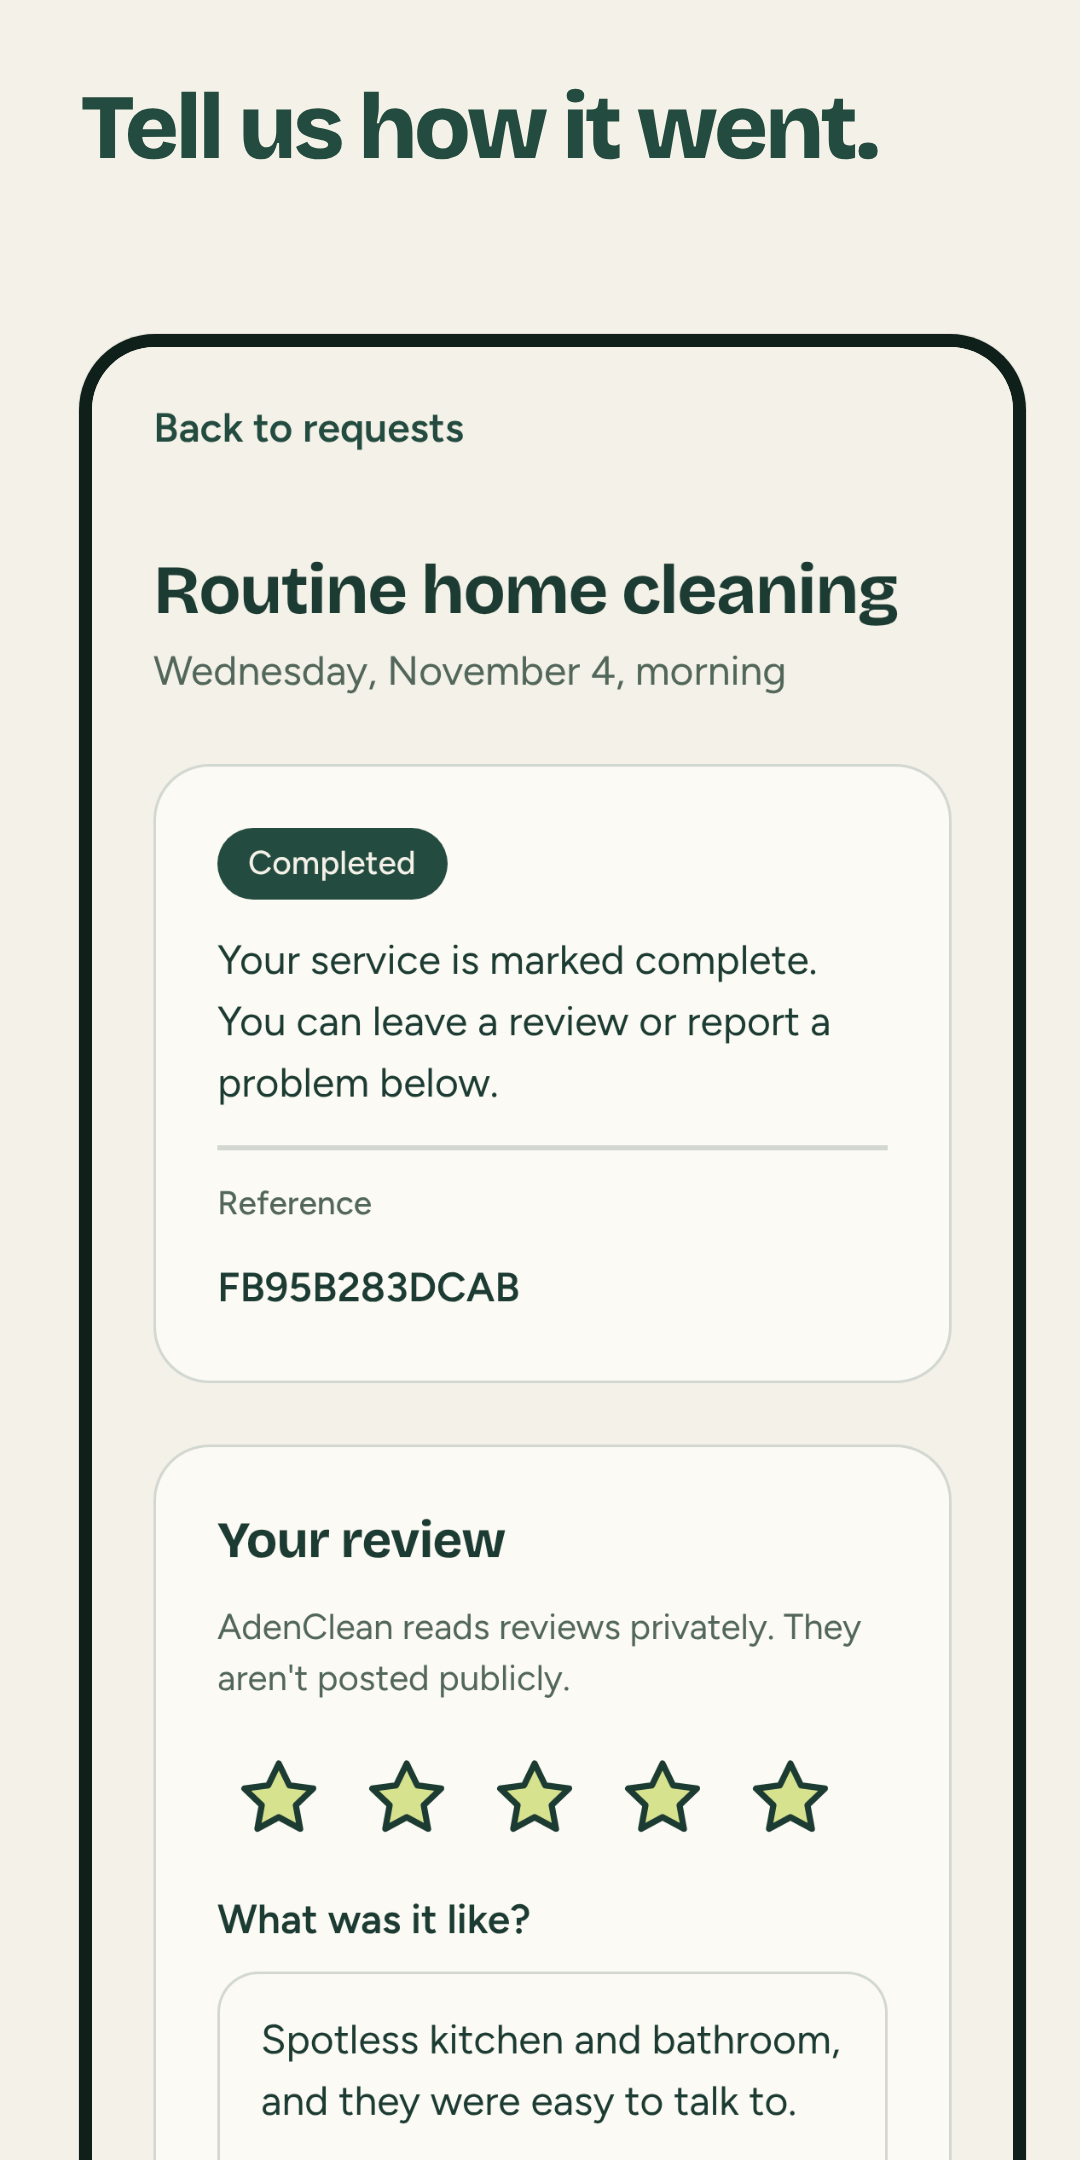 Tell us how it went.
Back to requests
Routine home cleaning
Wednesday, November 4, morning
Completed
Your service is marked complete.
You can leave a review or report a
problem below.
Reference
FB95B283DCAB
Your review
AdenClean reads reviews privately. They
aren't posted publicly.
What was it like?
Spotless kitchen and bathroom,
and they were easy to talk to.